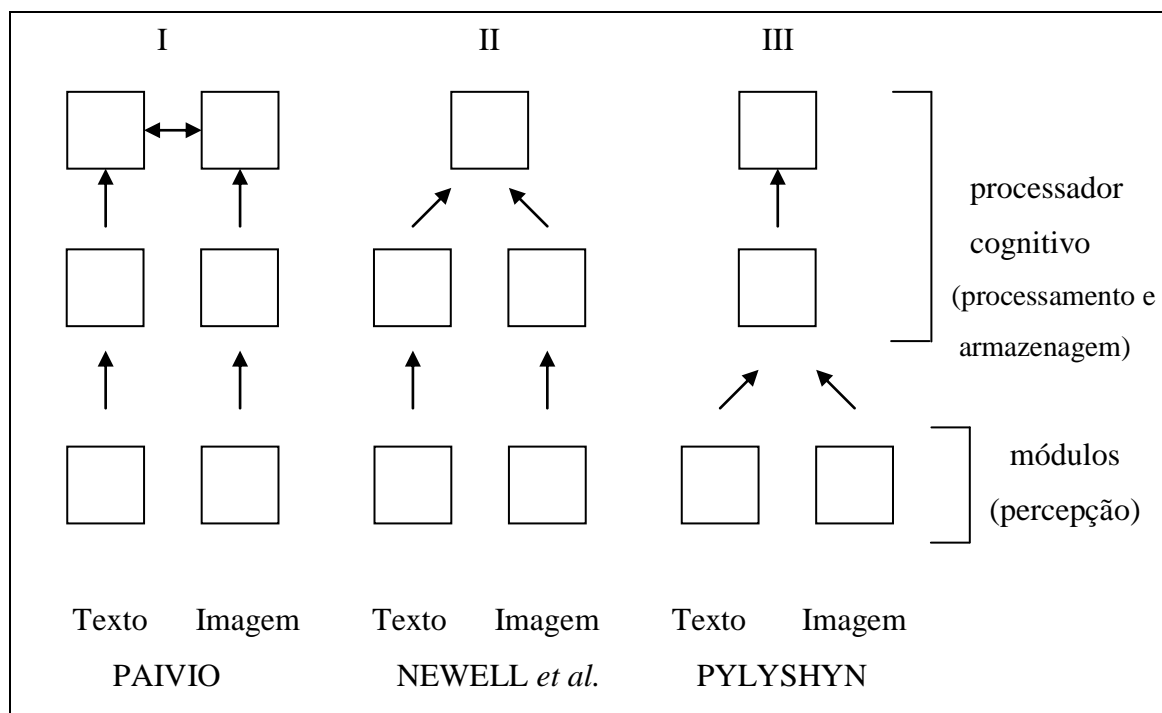 I II III
processador
cognitivo
(processamento e
armazenagem)
módulos
(percepção)
Texto Imagem Texto Imagem Texto Imagem
PAIVIO NEWELL et al. PYLYSHYN